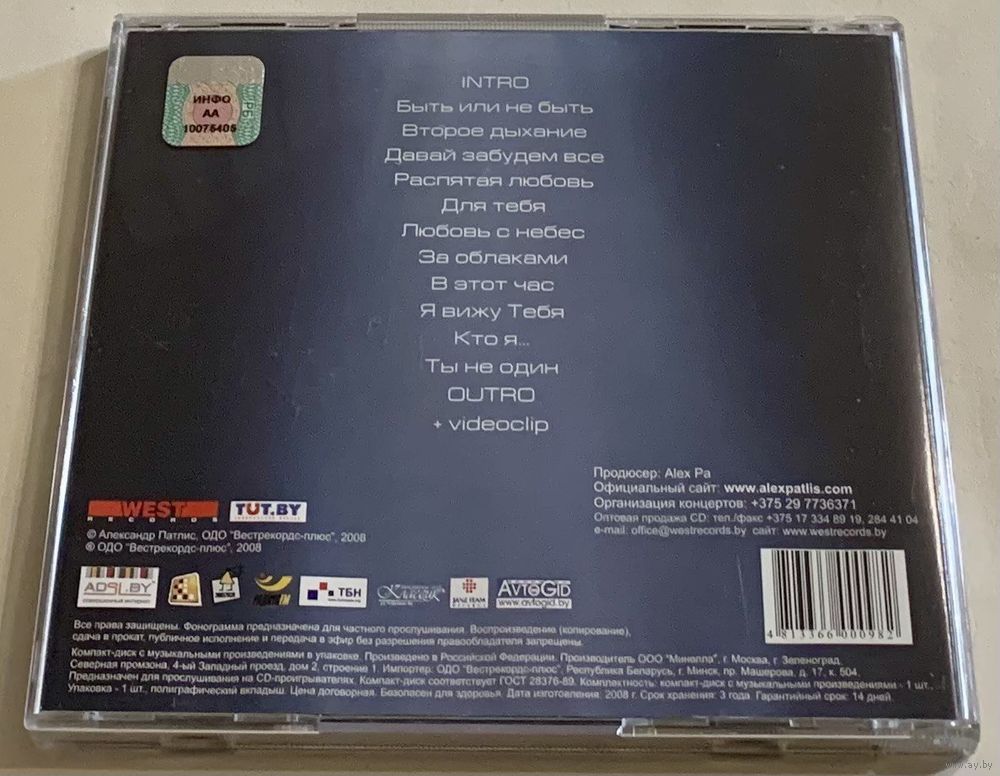 ИНФО
АА
10075405
РБ
INTRO
Быть или не быть
Второе дыхание
Давай забудем все
Распятая любовь
Для тебя
Любовь с небес
За облаками
В этот час
Я вижу Тебя
Кто я...
Ты не один
OUTRO
+ videoclip
Продюсер: Alex Pa
Официальный сайт: www.alexpatlis.com
Организация концертов: +375 29 7736371
Оптовая продажа CD: тел./факс +375 17 334 89 19, 284 41 04
e-mail: office@westrecords.by сайт: www.westrecords.by
WEST
RECORDS
TUT.BY
© Александр Патлис, ОДО "Вестрекордс-плюс", 2008
® ОДО "Вестрекордс-плюс", 2008
ADSL.BY
ТБН
Классик
JANE TEAM
AVTOGID
www.avtogid.by
4813366000982
Все права защищены. Фонограмма предназначена для частного прослушивания. Воспроизведение (копирование),
сдача в прокат, публичное исполнение и передача в эфир без разрешения правообладателя запрещены.
Компакт-диск с музыкальными произведениями в упаковке. Произведено в Российской Федерации. Производитель ООО "Минелла", г. Москва, г. Зеленоград,
Северная промзона, 4-ый Западный проезд, дом 2, строение 1. Импортер: ОДО "Вестрекордс-плюс", Республика Беларусь, г. Минск, пр. Машерова, д. 17, к. 504.
Предназначен для прослушивания на CD-проигрывателях. Компакт-диск соответствует ГОСТ 28376-89. Комплектность: компакт-диск с музыкальными произведениями - 1 шт.,
Упаковка - 1 шт., полиграфический вкладыш. Цена договорная. Безопасен для здоровья. Дата изготовления: 2008 г. Срок хранения: 3 года. Гарантийный срок: 14 дней.
www.ay.by